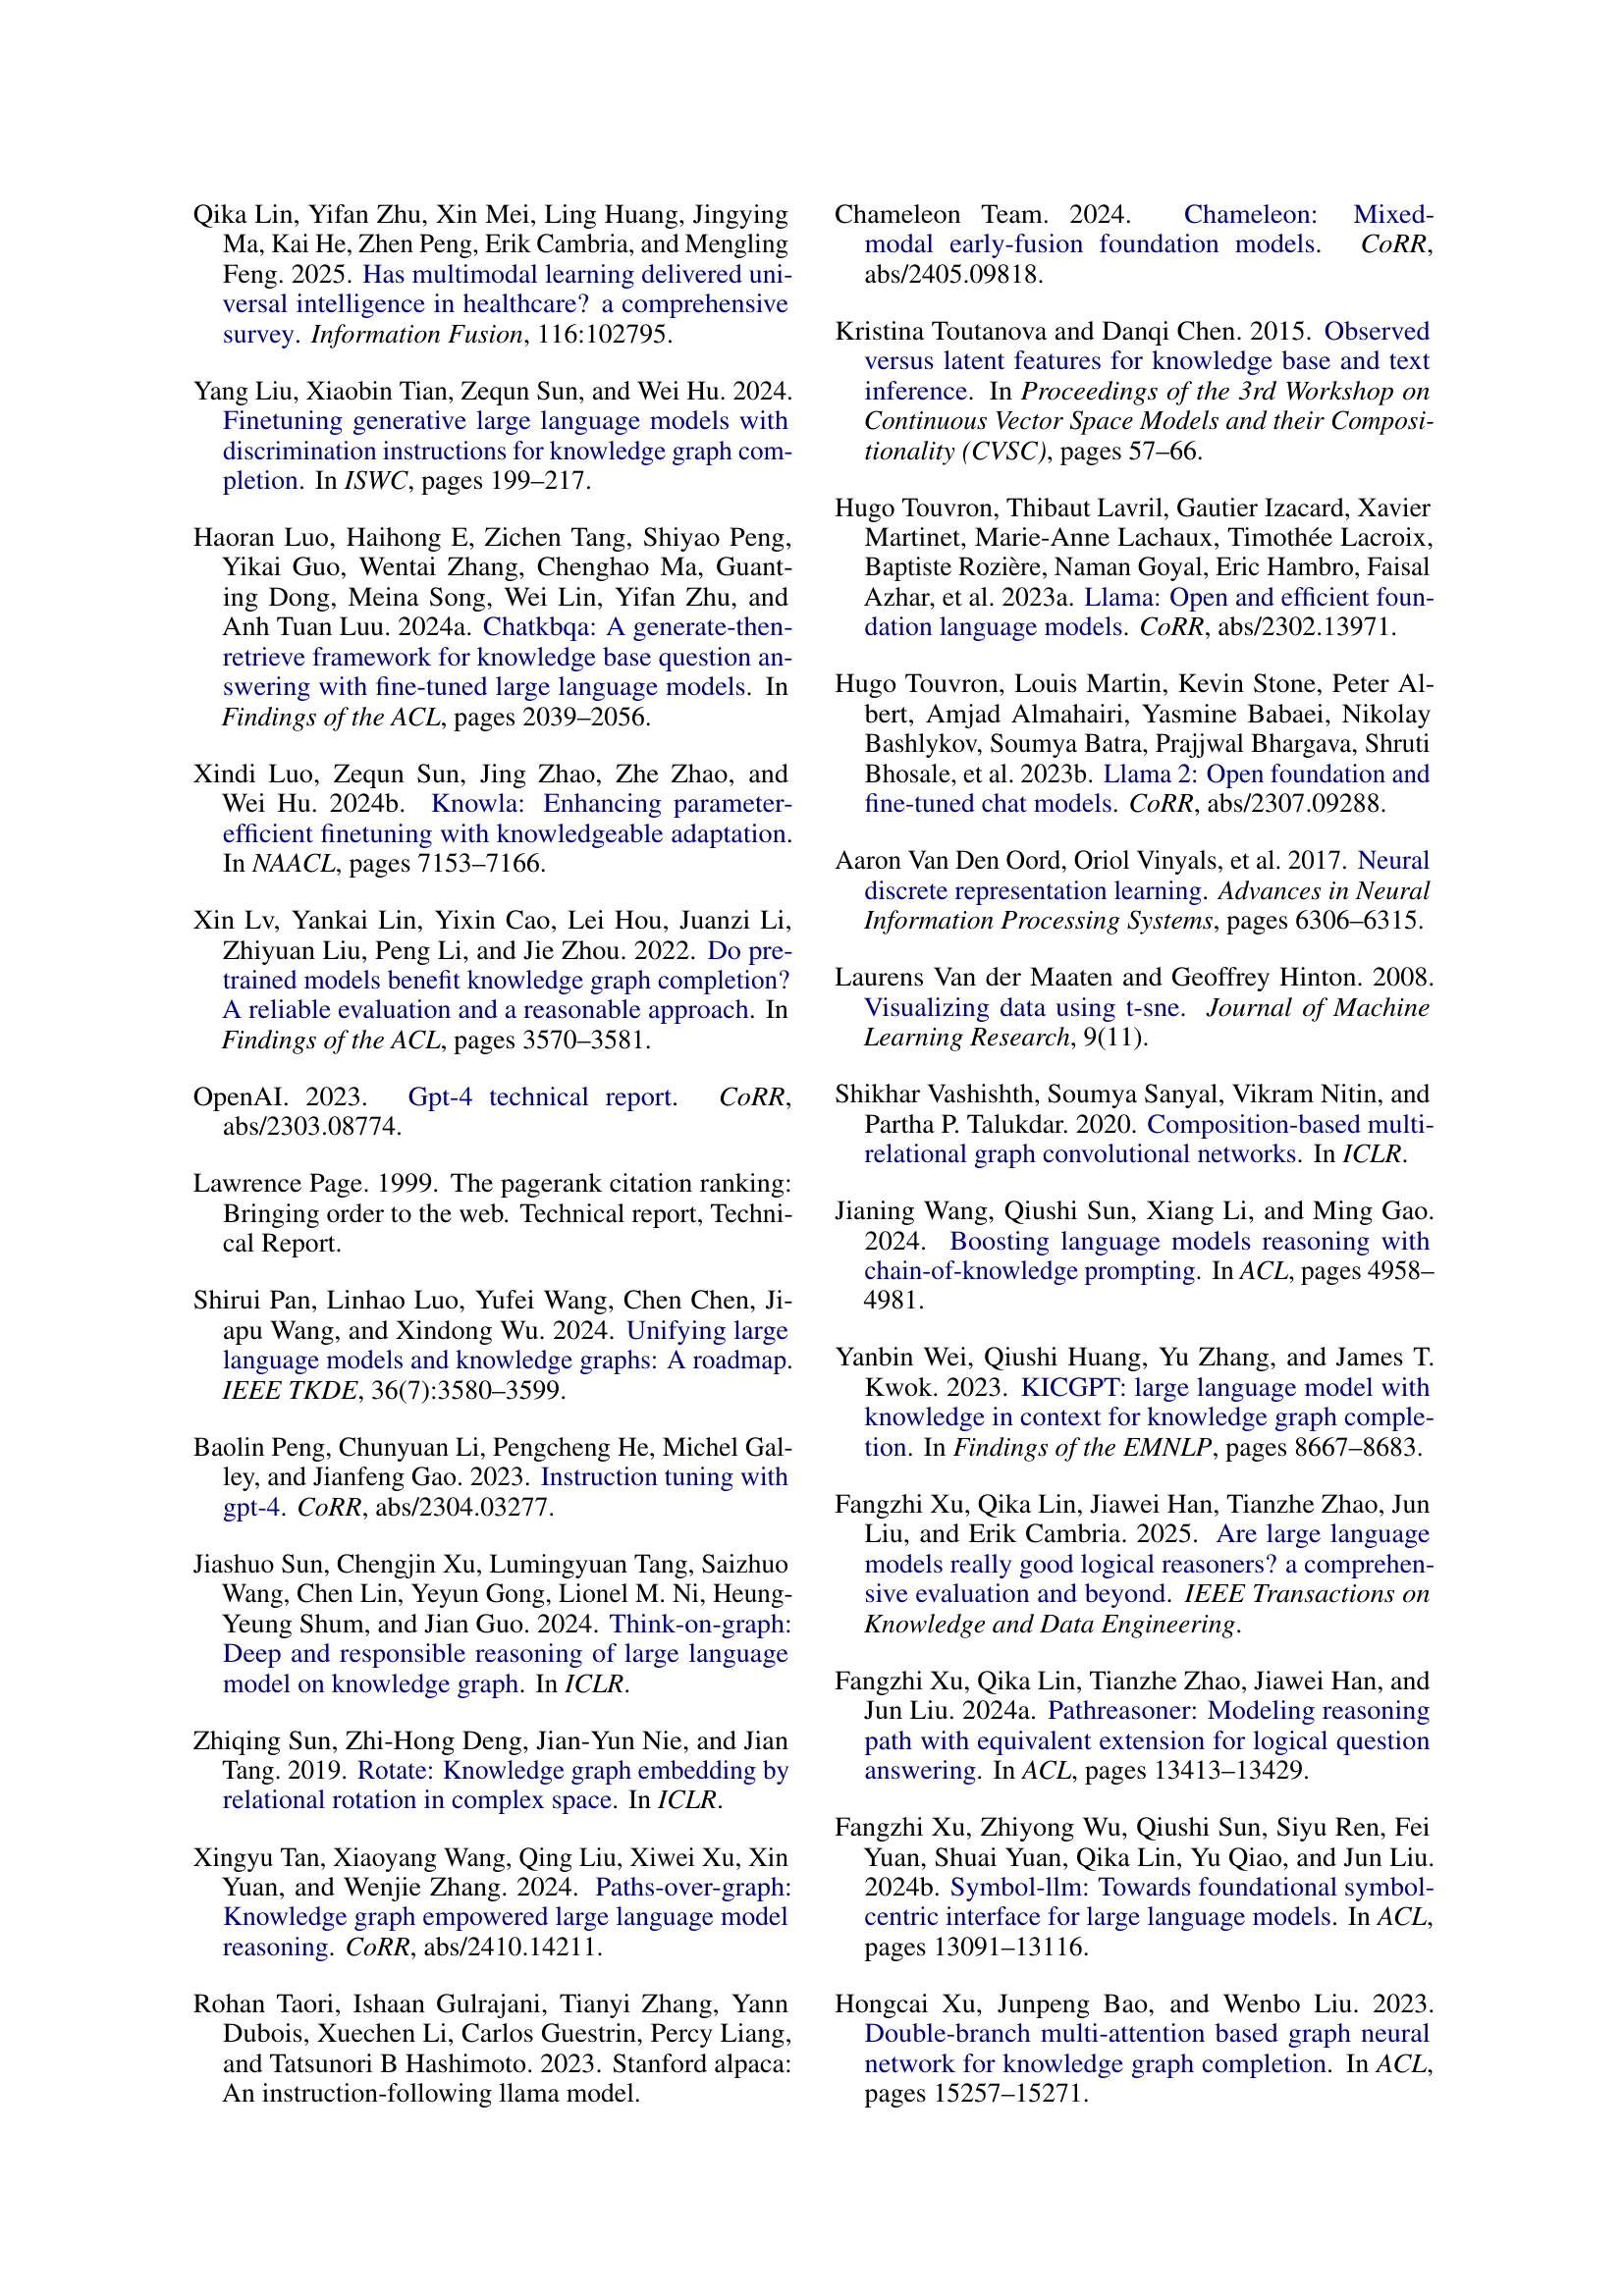 Qika Lin, Yifan Zhu, Xin Mei, Ling Huang, Jingying
Ma, Kai He, Zhen Peng, Erik Cambria, and Mengling
Feng. 2025. Has multimodal learning delivered uni-
versal intelligence in healthcare? a comprehensive
survey. Information Fusion, 116:102795.
Yang Liu, Xiaobin Tian, Zequn Sun, and Wei Hu. 2024.
Finetuning generative large language models with
discrimination instructions for knowledge graph com-
pletion. In ISWC, pages 199–217.
Haoran Luo, Haihong E, Zichen Tang, Shiyao Peng,
Yikai Guo, Wentai Zhang, Chenghao Ma, Guant-
ing Dong, Meina Song, Wei Lin, Yifan Zhu, and
Anh Tuan Luu. 2024a. Chatkbqa: A generate-then-
retrieve framework for knowledge base question an-
swering with fine-tuned large language models. In
Findings of the ACL, pages 2039–2056.
Xindi Luo, Zequn Sun, Jing Zhao, Zhe Zhao, and
Wei Hu. 2024b. Knowla: Enhancing parameter-
efficient finetuning with knowledgeable adaptation.
In NAACL, pages 7153–7166.
Xin Lv, Yankai Lin, Yixin Cao, Lei Hou, Juanzi Li,
Zhiyuan Liu, Peng Li, and Jie Zhou. 2022. Do pre-
trained models benefit knowledge graph completion?
A reliable evaluation and a reasonable approach. In
Findings of the ACL, pages 3570–3581.
OpenAI. 2023. Gpt-4 technical report. CoRR,
abs/2303.08774.
Lawrence Page. 1999. The pagerank citation ranking:
Bringing order to the web. Technical report, Techni-
cal Report.
Shirui Pan, Linhao Luo, Yufei Wang, Chen Chen, Ji-
apu Wang, and Xindong Wu. 2024. Unifying large
language models and knowledge graphs: A roadmap.
IEEE TKDE, 36(7):3580–3599.
Baolin Peng, Chunyuan Li, Pengcheng He, Michel Gal-
ley, and Jianfeng Gao. 2023. Instruction tuning with
gpt-4. CoRR, abs/2304.03277.
Jiashuo Sun, Chengjin Xu, Lumingyuan Tang, Saizhuo
Wang, Chen Lin, Yeyun Gong, Lionel M. Ni, Heung-
Yeung Shum, and Jian Guo. 2024. Think-on-graph:
Deep and responsible reasoning of large language
model on knowledge graph. In ICLR.
Zhiqing Sun, Zhi-Hong Deng, Jian-Yun Nie, and Jian
Tang. 2019. Rotate: Knowledge graph embedding by
relational rotation in complex space. In ICLR.
Xingyu Tan, Xiaoyang Wang, Qing Liu, Xiwei Xu, Xin
Yuan, and Wenjie Zhang. 2024. Paths-over-graph:
Knowledge graph empowered large language model
reasoning. CoRR, abs/2410.14211.
Rohan Taori, Ishaan Gulrajani, Tianyi Zhang, Yann
Dubois, Xuechen Li, Carlos Guestrin, Percy Liang,
and Tatsunori B Hashimoto. 2023. Stanford alpaca:
An instruction-following llama model.
Chameleon Team. 2024. Chameleon: Mixed-
modal early-fusion foundation models. CoRR,
abs/2405.09818.
Kristina Toutanova and Danqi Chen. 2015. Observed
versus latent features for knowledge base and text
inference. In Proceedings of the 3rd Workshop on
Continuous Vector Space Models and their Composi-
tionality (CVSC), pages 57–66.
Hugo Touvron, Thibaut Lavril, Gautier Izacard, Xavier
Martinet, Marie-Anne Lachaux, Timothée Lacroix,
Baptiste Rozière, Naman Goyal, Eric Hambro, Faisal
Azhar, et al. 2023a. Llama: Open and efficient foun-
dation language models. CoRR, abs/2302.13971.
Hugo Touvron, Louis Martin, Kevin Stone, Peter Al-
bert, Amjad Almahairi, Yasmine Babaei, Nikolay
Bashlykov, Soumya Batra, Prajjwal Bhargava, Shruti
Bhosale, et al. 2023b. Llama 2: Open foundation and
fine-tuned chat models. CoRR, abs/2307.09288.
Aaron Van Den Oord, Oriol Vinyals, et al. 2017. Neural
discrete representation learning. Advances in Neural
Information Processing Systems, pages 6306–6315.
Laurens Van der Maaten and Geoffrey Hinton. 2008.
Visualizing data using t-sne. Journal of Machine
Learning Research, 9(11).
Shikhar Vashishth, Soumya Sanyal, Vikram Nitin, and
Partha P. Talukdar. 2020. Composition-based multi-
relational graph convolutional networks. In ICLR.
Jianing Wang, Qiushi Sun, Xiang Li, and Ming Gao.
2024. Boosting language models reasoning with
chain-of-knowledge prompting. In ACL, pages 4958–
4981.
Yanbin Wei, Qiushi Huang, Yu Zhang, and James T.
Kwok. 2023. KICGPT: large language model with
knowledge in context for knowledge graph comple-
tion. In Findings of the EMNLP, pages 8667–8683.
Fangzhi Xu, Qika Lin, Jiawei Han, Tianzhe Zhao, Jun
Liu, and Erik Cambria. 2025. Are large language
models really good logical reasoners? a comprehen-
sive evaluation and beyond. IEEE Transactions on
Knowledge and Data Engineering.
Fangzhi Xu, Qika Lin, Tianzhe Zhao, Jiawei Han, and
Jun Liu. 2024a. Pathreasoner: Modeling reasoning
path with equivalent extension for logical question
answering. In ACL, pages 13413–13429.
Fangzhi Xu, Zhiyong Wu, Qiushi Sun, Siyu Ren, Fei
Yuan, Shuai Yuan, Qika Lin, Yu Qiao, and Jun Liu.
2024b. Symbol-llm: Towards foundational symbol-
centric interface for large language models. In ACL,
pages 13091–13116.
Hongcai Xu, Junpeng Bao, and Wenbo Liu. 2023.
Double-branch multi-attention based graph neural
network for knowledge graph completion. In ACL,
pages 15257–15271.